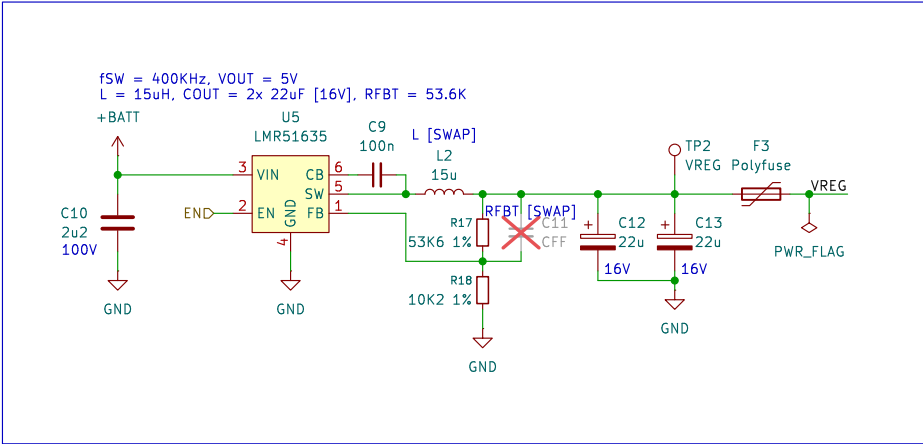 fSW = 400KHz, VOUT = 5V
L = 15uH, COUT = 2x 22uF [16V], RFBT = 53.6K
+BATT
U5
LMR51635
C9
100n
L [SWAP]
L2
15u
TP2
VREG
F3
Polyfuse
3
VIN
CB
6
SW
5
2
EN
FB
1
GND
4
EN
VREG
C10
2u2
100V
RFBT [SWAP]
R17
53K6 1%
C11
CFF
C12
22u
16V
C13
22u
16V
PWR_FLAG
R18
10K2 1%
GND
GND
GND
GND